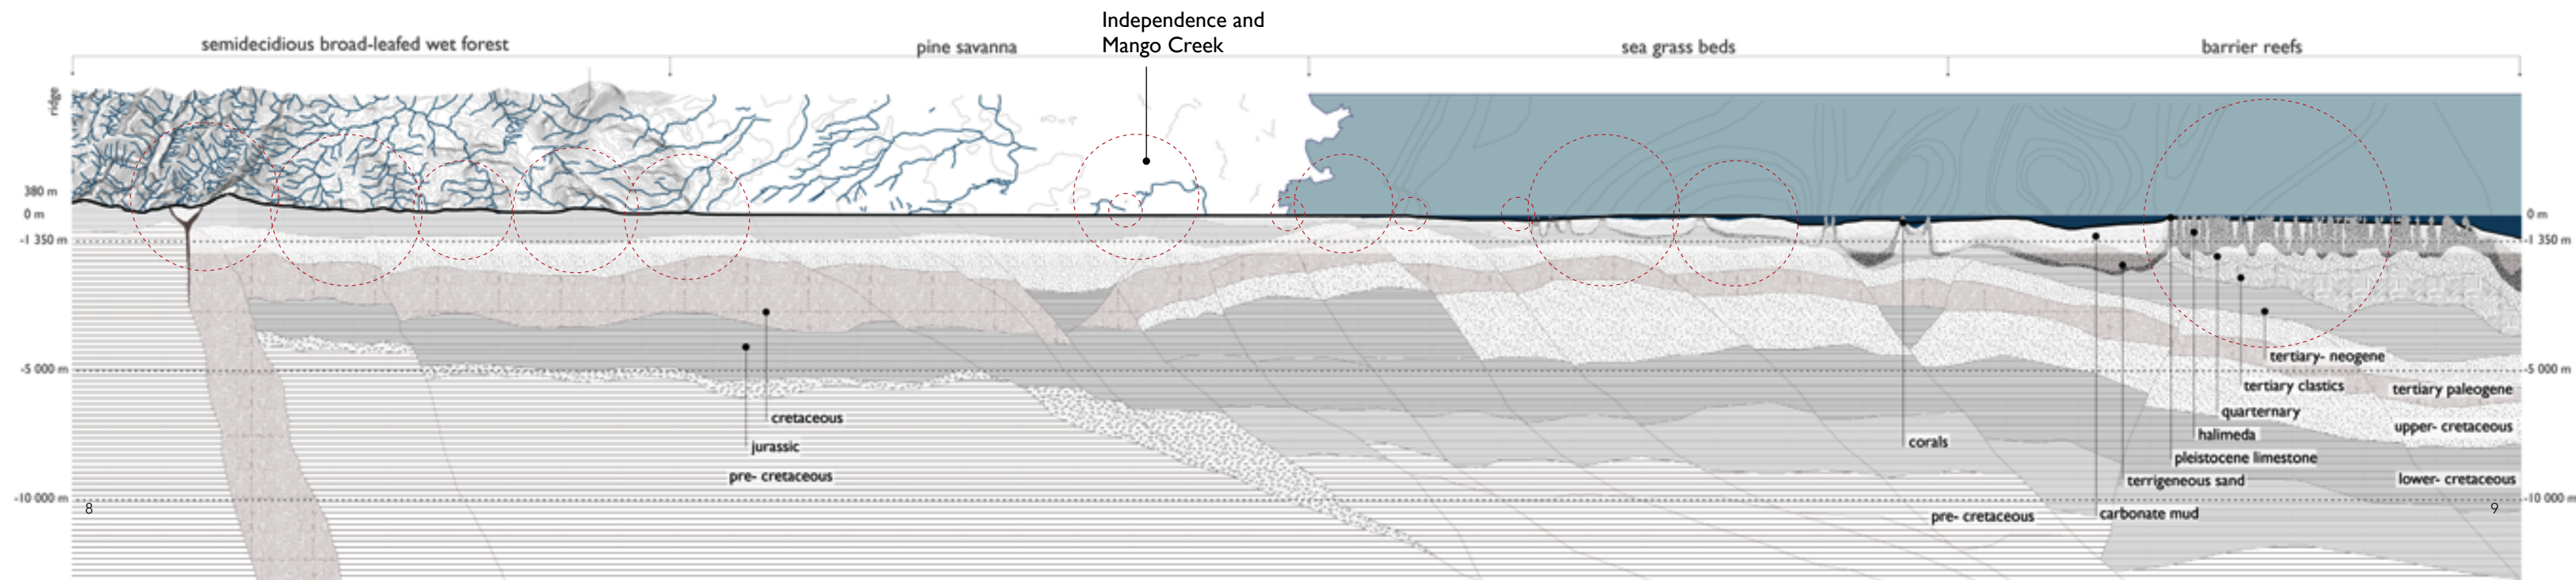 Independence and
Mango Creek
semidecidious broad-leafed wet forest
pine savanna
sea grass beds
barrier reefs
ridge
380 m
0 m
0 m
-1 350 m
-1 350 m
-5 000 m
-5 000 m
-10 000 m
-10 000 m
tertiary- neogene
tertiary clastics
tertiary paleogene
quarternary
cretaceous
upper- cretaceous
halimeda
corals
jurassic
pleistocene limestone
pre- cretaceous
terrigeneous sand
lower- cretaceous
carbonate mud
pre- cretaceous
8
9